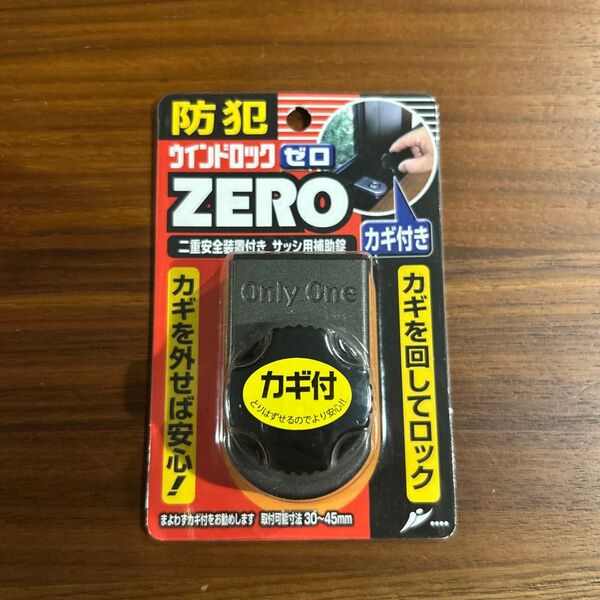 防犯
ウインドロック ゼロ
ZERO
カギ付き
二重安全装置付き サッシ用補助錠
カギを外せば安心!
Only One
カギ付
とりはずせるのでより安心!!
カギを回してロック
まよわずカギ付をお勧めします 取付可能寸法 30~45mm